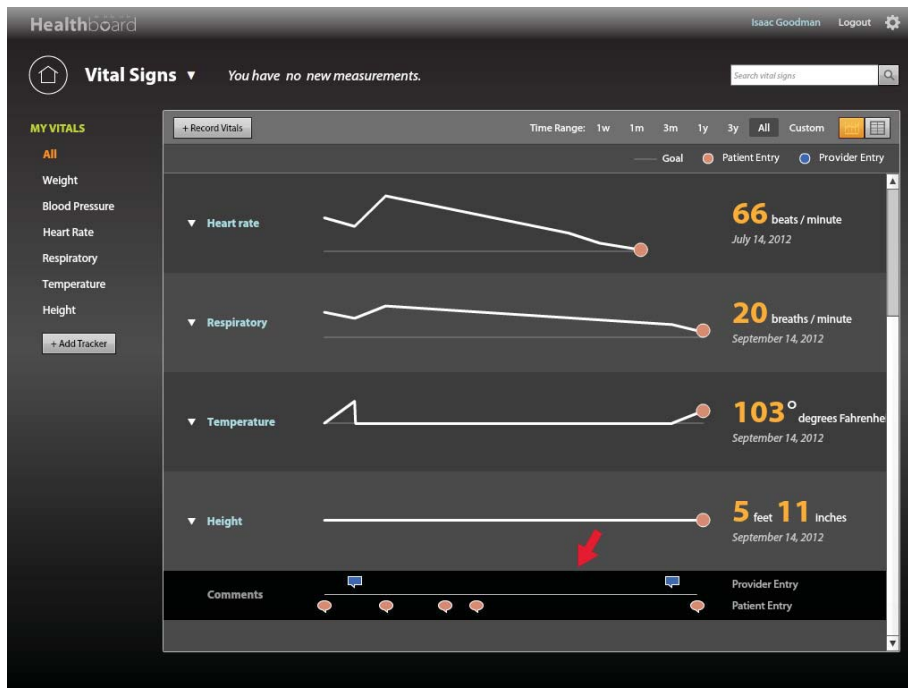 Healthboard
Isaac Goodman Logout
Vital Signs ▼ You have no new measurements.
Search vital signs
MY VITALS
All
Weight
Blood Pressure
Heart Rate
Respiratory
Temperature
Height
+ Add Tracker
+ Record Vitals
Time Range: 1w 1m 3m 1y 3y All Custom
Goal Patient Entry Provider Entry
▼ Heart rate
66 beats / minute
July 14, 2012
▼ Respiratory
20 breaths / minute
September 14, 2012
▼ Temperature
103° degrees Fahrenhe
September 14, 2012
▼ Height
5 feet 11 inches
September 14, 2012
Comments
Provider Entry
Patient Entry